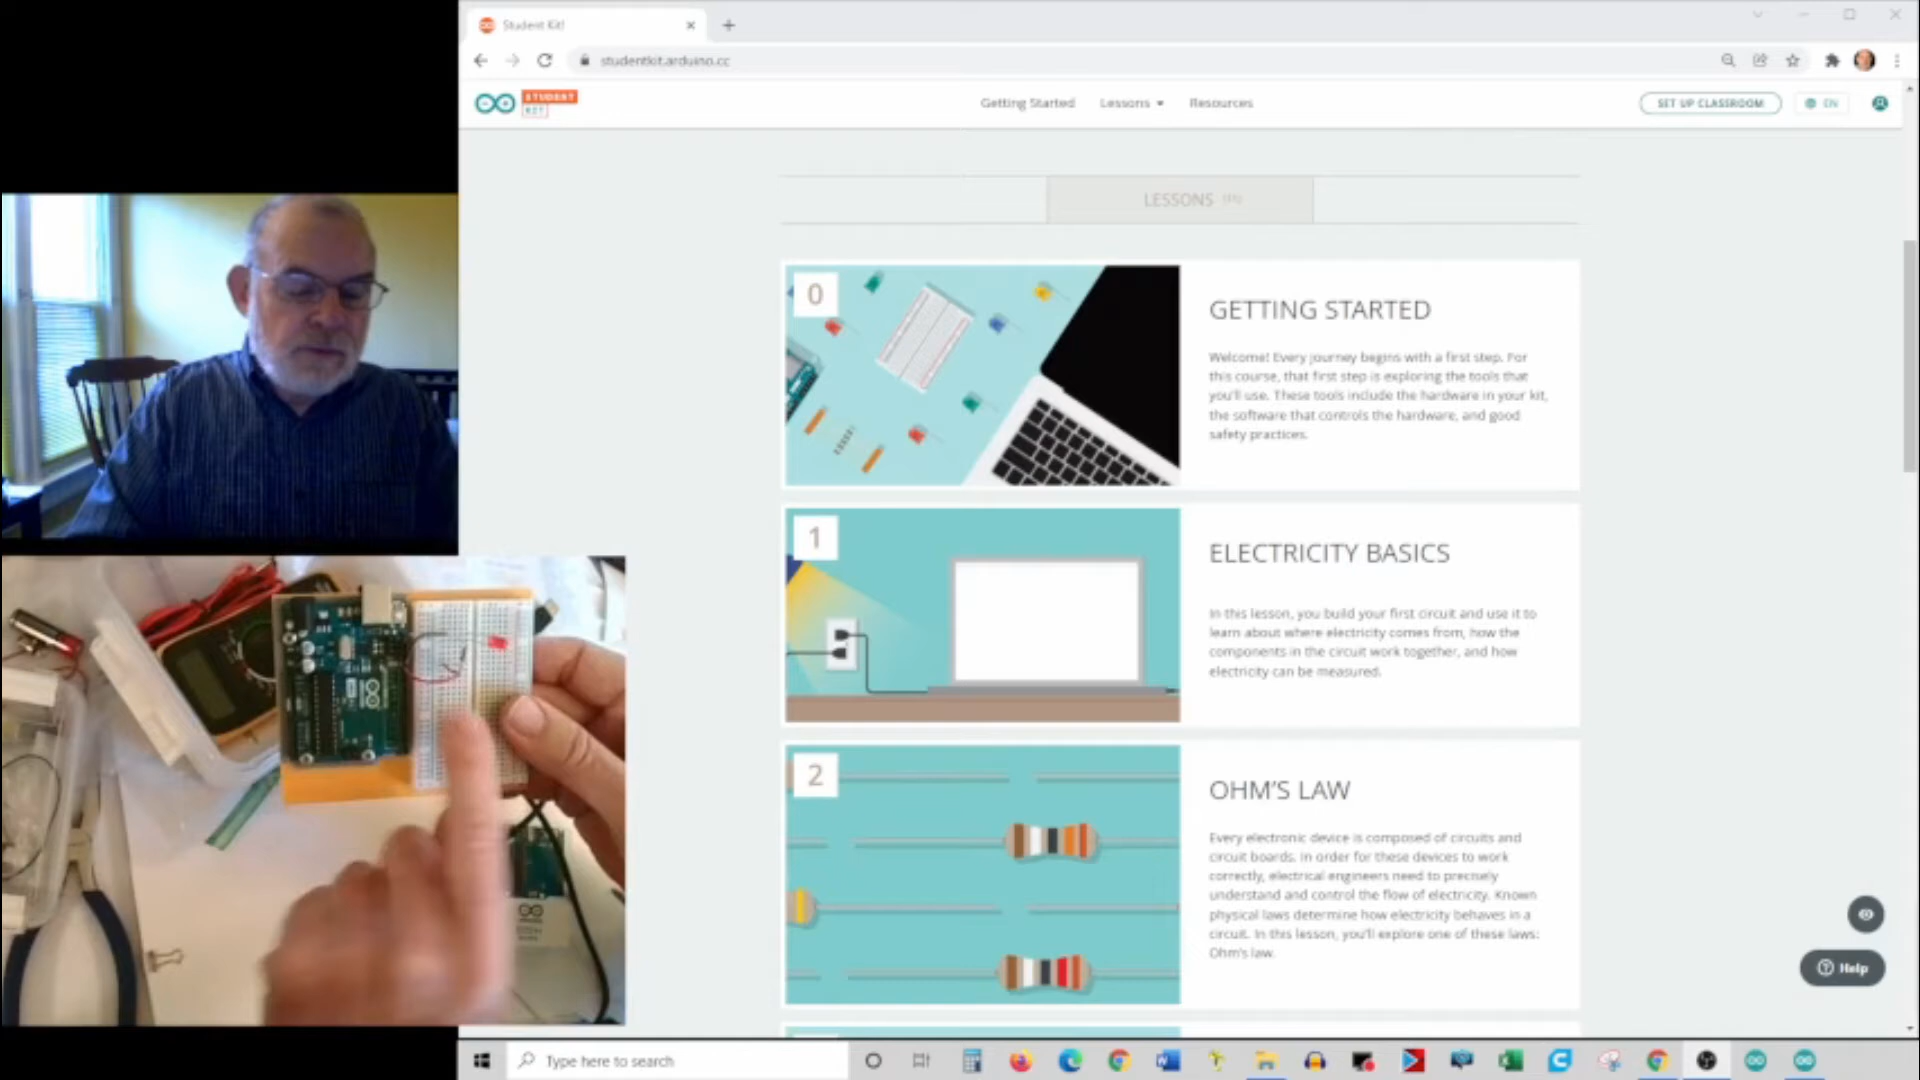 Student Kit!
studentkit.arduino.cc
STUDENT
KIT
Getting Started
Lessons
Resources
SET UP CLASSROOM
EN
LESSONS
0
GETTING STARTED
Welcome! Every journey begins with a first step. For
this course, that first step is exploring the tools that
you'll use. These tools include the hardware in your kit,
the software that controls the hardware, and good
safety practices.
1
ELECTRICITY BASICS
In this lesson, you build your first circuit and use it to
learn about where electricity comes from, how the
components in the circuit work together, and how
electricity can be measured.
2
OHM'S LAW
Every electronic device is composed of circuits and
circuit boards. In order for these devices to work
correctly, electrical engineers need to precisely
understand and control the flow of electricity. Known
physical laws determine how electricity behaves in a
circuit. In this lesson, you'll explore one of these laws:
Ohm's law.
Help
Type here to search